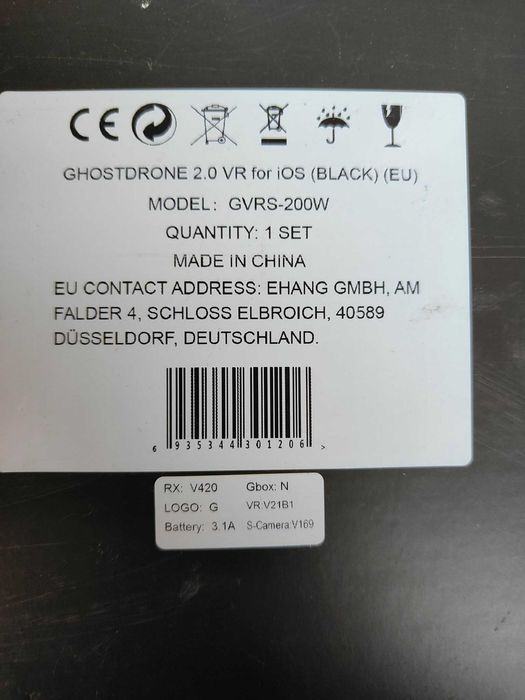 CE
GHOSTDRONE 2.0 VR for iOS (BLACK) (EU)
MODEL: GVRS-200W
QUANTITY: 1 SET
MADE IN CHINA
EU CONTACT ADDRESS: EHANG GMBH, AM
FALDER 4, SCHLOSS ELBROICH, 40589
DÜSSELDORF, DEUTSCHLAND.
6 935344 301206 >
RX: V420 Gbox: N
LOGO: G VR:V21B1
Battery: 3.1A S-Camera:V169